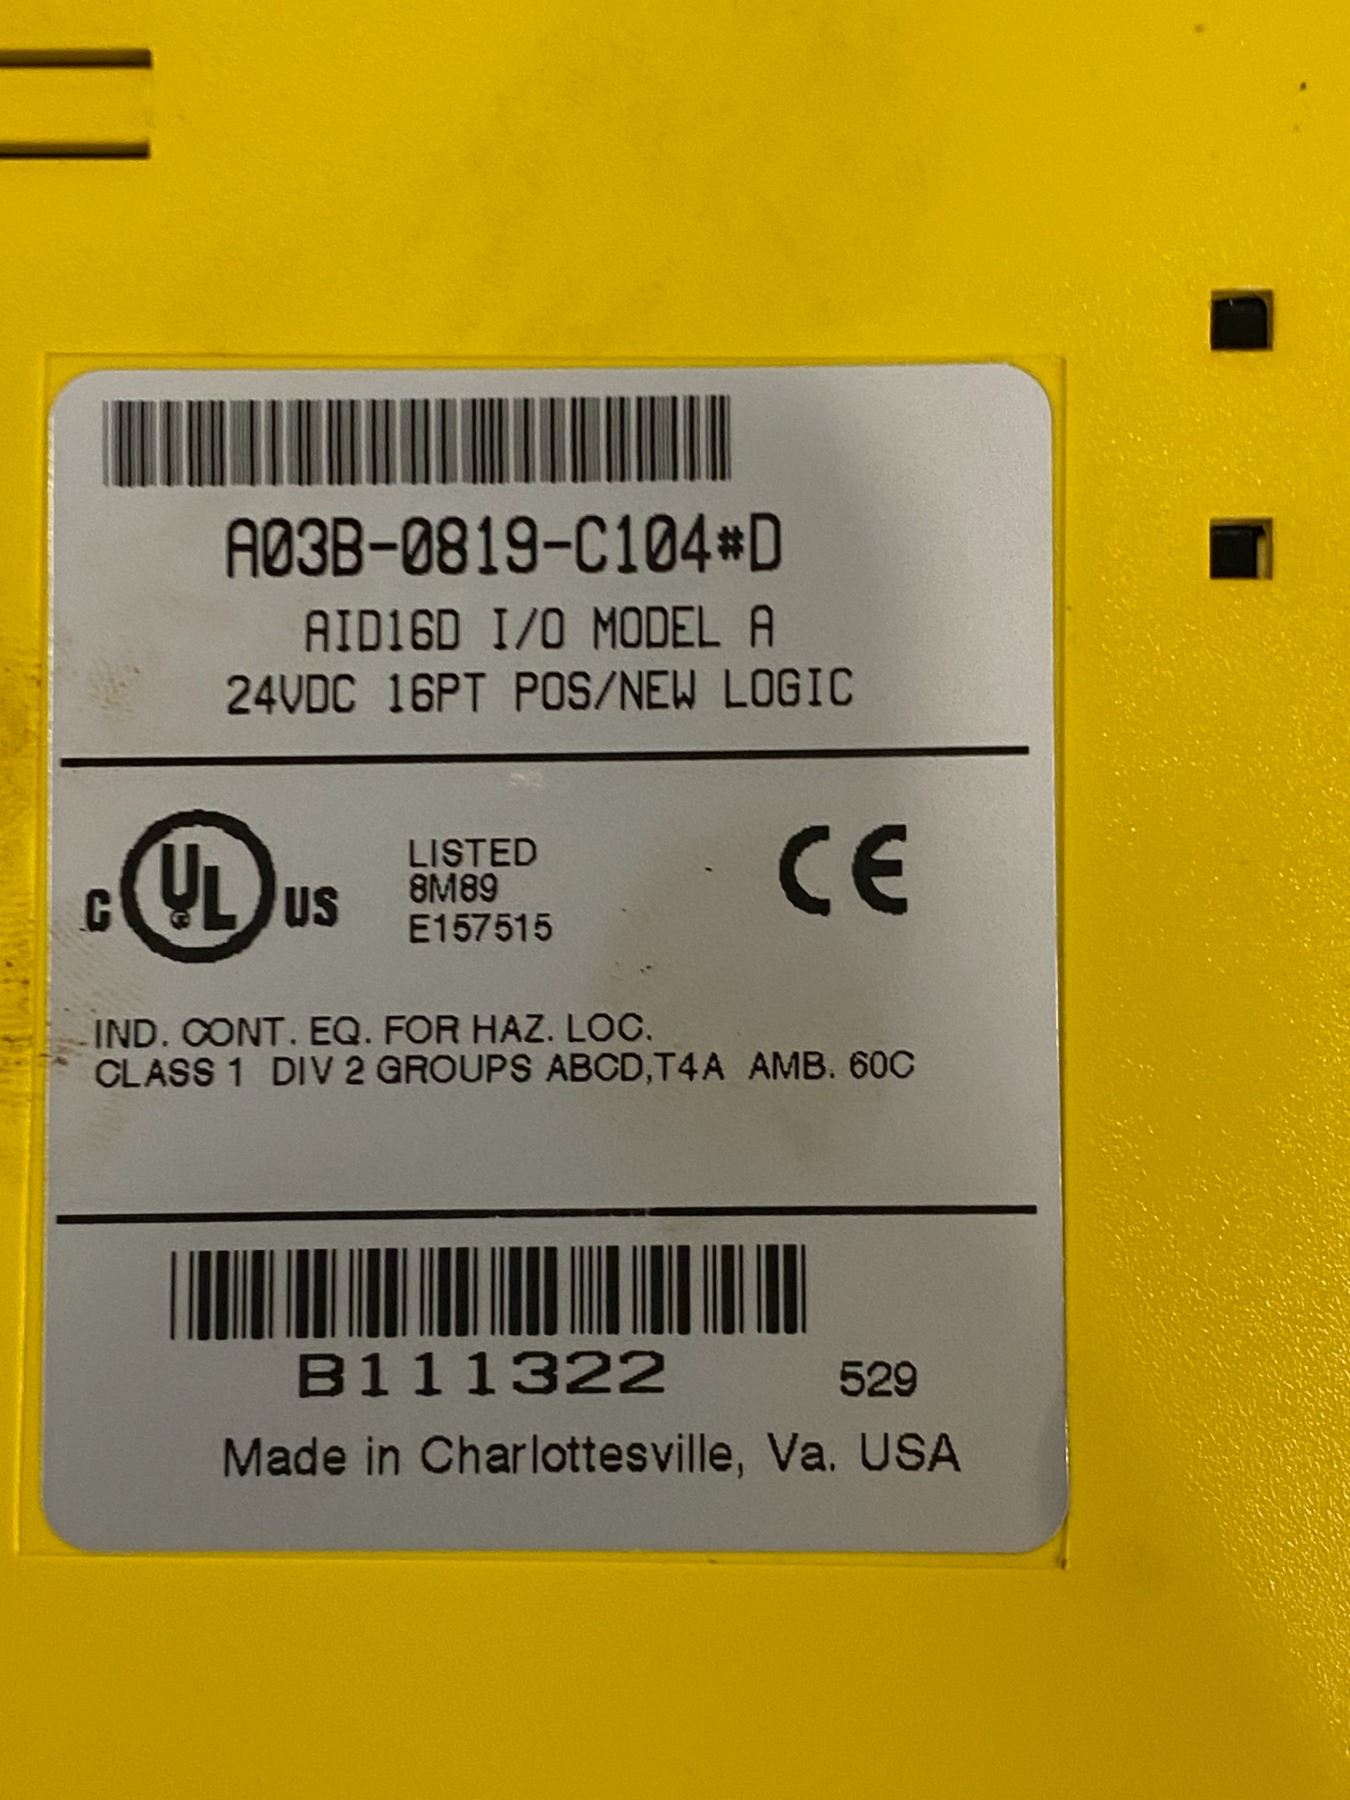 A03B-0819-C104#D
AID16D I/O MODEL A
24VDC 16PT POS/NEW LOGIC
C UL US
LISTED
8M89
E157515
CE
IND. CONT. EQ. FOR HAZ. LOC.
CLASS 1 DIV 2 GROUPS ABCD,T4A AMB. 60C
B111322 529
Made in Charlottesville, Va. USA